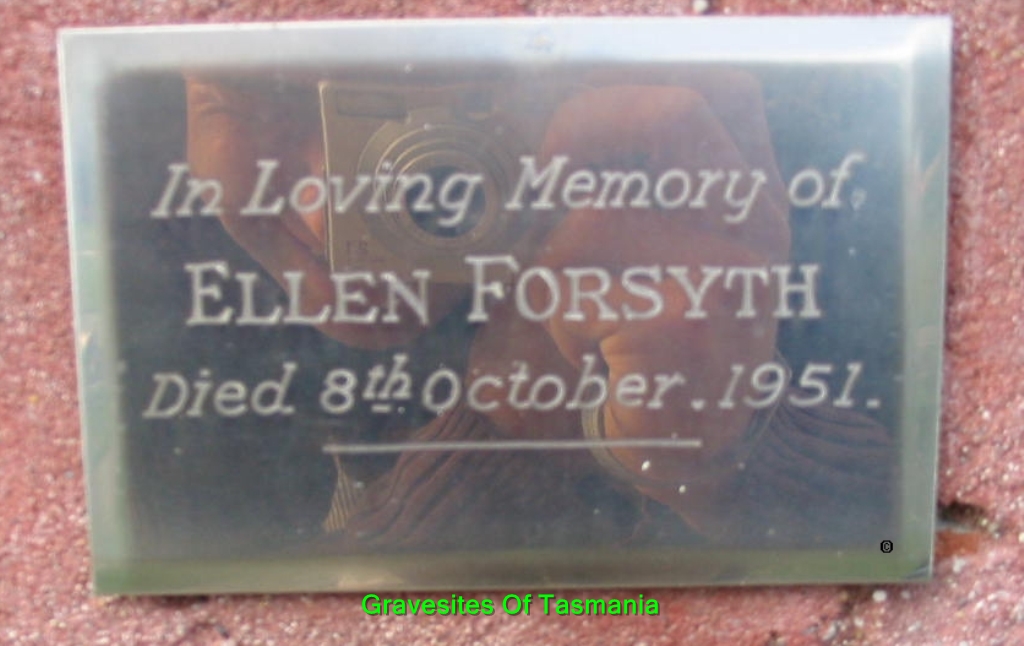 In Loving Memory of
ELLEN FORSYTH
Died 8th October. 1951.
©
Gravesites Of Tasmania